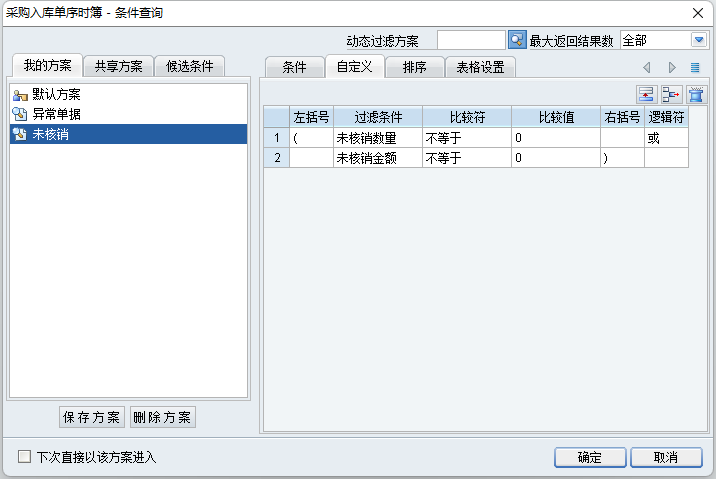 采购入库单序时簿 - 条件查询
动态过滤方案 最大返回结果数 全部
我的方案 共享方案 候选条件 条件 自定义 排序 表格设置
默认方案
异常单据
未核销
左括号 过滤条件 比较符 比较值 右括号 逻辑符
1 ( 未核销数量 不等于 0 或
2 未核销金额 不等于 0 )
保存方案 删除方案
下次直接以该方案进入 确定 取消